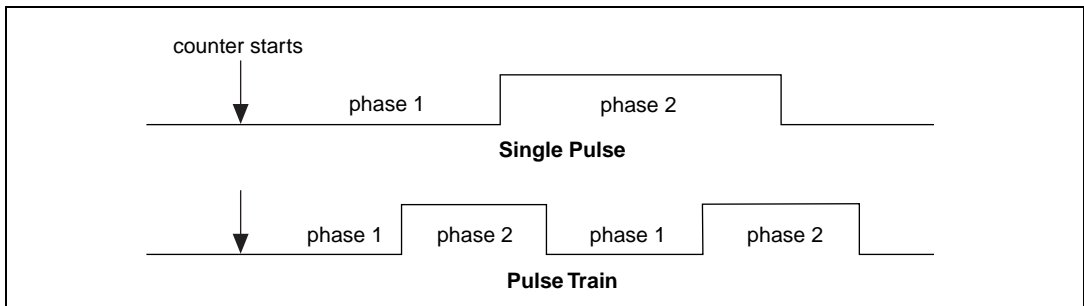 counter starts
phase 1 phase 2
Single Pulse
phase 1 phase 2 phase 1 phase 2
Pulse Train